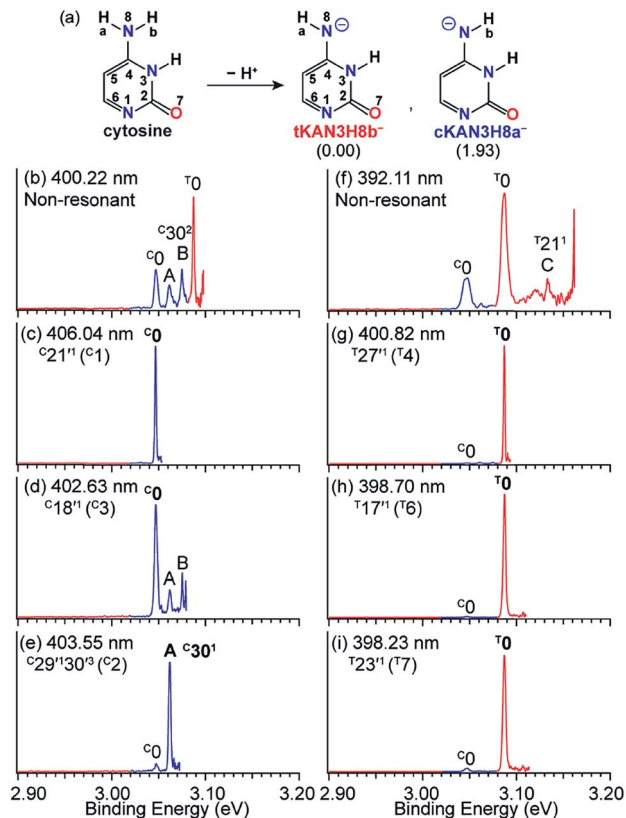 (a)
H H
a N 8 b
5 4 3 N H
6 N 1 2 O 7
cytosine
– H⁺
H 8
a N ⊖
5 4 3 N H
6 N 1 2 O 7
tKAN3H8b⁻
(0.00)
,
⊖ N H
b
N H
N O
cKAN3H8a⁻
(1.93)
(b) 400.22 nm
Non-resonant
ᶜ0
A
ᶜ30²
B
ᵀ0
(c) 406.04 nm
ᶜ21'¹ (ᶜ1)
ᶜ0
(d) 402.63 nm
ᶜ18'¹ (ᶜ3)
ᶜ0
A
B
(e) 403.55 nm
ᶜ29'¹30'³ (ᶜ2)
ᶜ0
A ᶜ30¹
2.90 3.00 3.10 3.20
Binding Energy (eV)
(f) 392.11 nm
Non-resonant
ᶜ0
ᵀ0
ᵀ21¹
C
(g) 400.82 nm
ᵀ27'¹ (ᵀ4)
ᶜ0
ᵀ0
(h) 398.70 nm
ᵀ17'¹ (ᵀ6)
ᶜ0
ᵀ0
(i) 398.23 nm
ᵀ23'¹ (ᵀ7)
ᶜ0
ᵀ0
2.90 3.00 3.10 3.20
Binding Energy (eV)